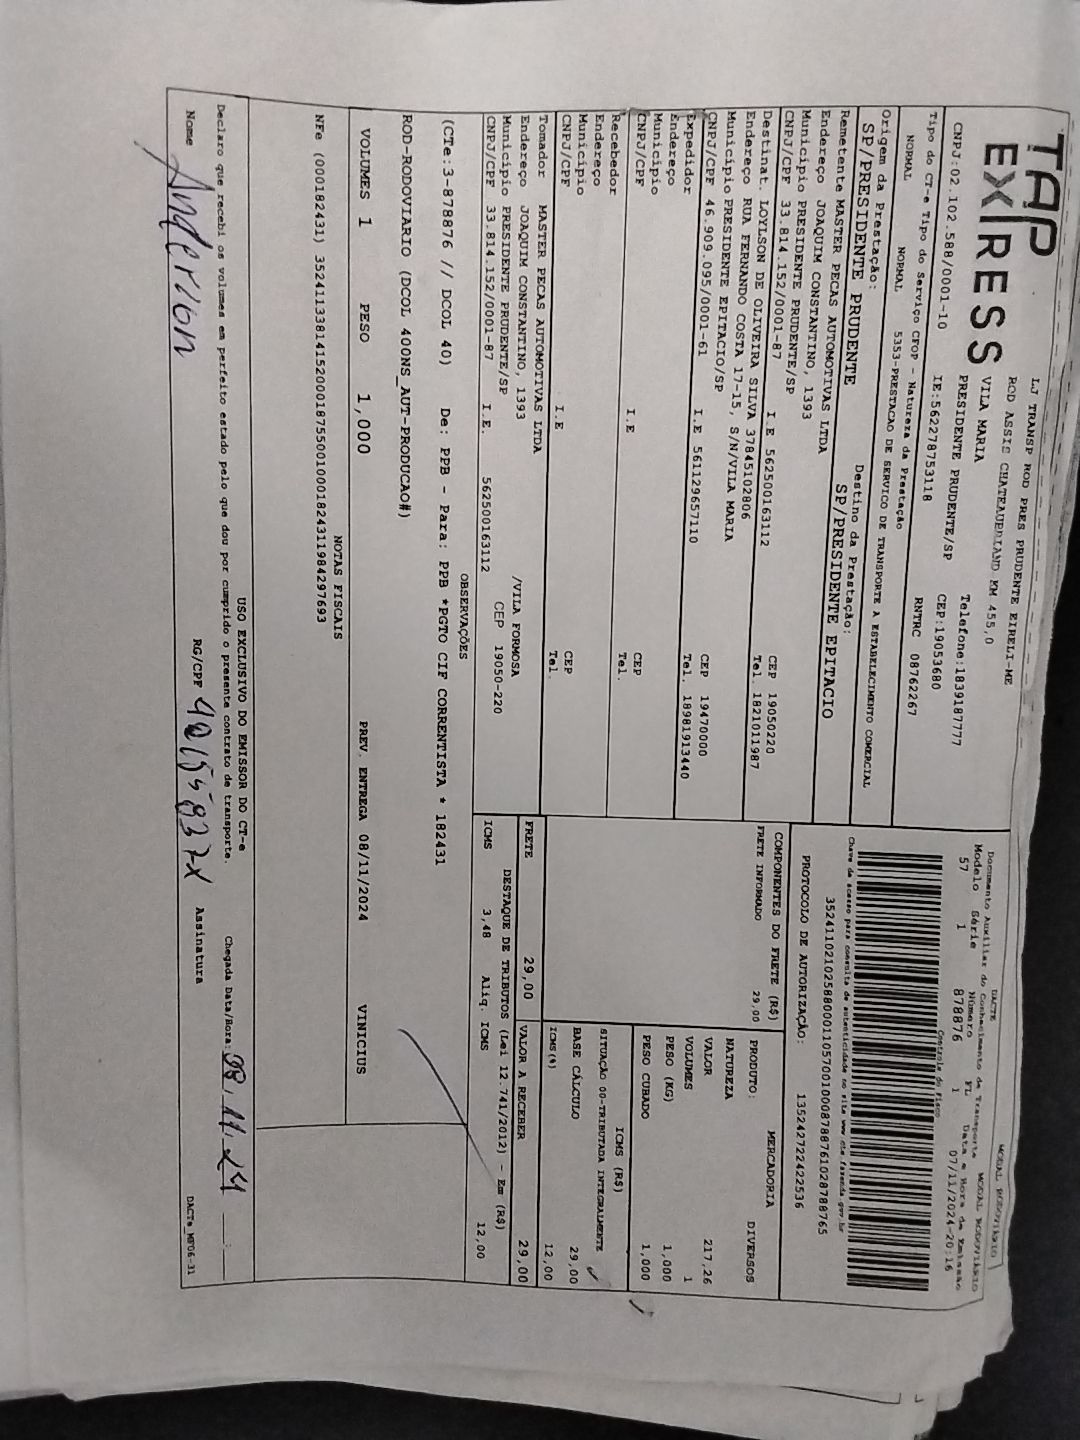 TAP EX/RESS
LJ TRANSP ROD PRES PRUDENTE EIRELI-ME
ROD ASSIS CHATEAUBRIAND KM 455,0
VILA MARIA
PRESIDENTE PRUDENTE/SP Telefone:1839187777
CNPJ:02.102.588/0001-10 IE:562278753118 CEP:19053680
RNTRC 08762267
Tipo do CT-e Tipo do Serviço CFOP - Natureza da Prestação
NORMAL NORMAL 5353-PRESTACAO DE SERVICO DE TRANSPORTE A ESTABELECIMENTO COMERCIAL
Origem da Prestação: Destino da Prestação:
SP/PRESIDENTE PRUDENTE SP/PRESIDENTE EPITACIO
MODAL RODOVIARIO
DACTE MODAL RODOVIARIO
Documento Auxiliar do Conhecimento de Transporte
Modelo Série Número FL Data e Hora de Emissão
57 1 878876 1 07/11/2024-20:16
Controle do Fisco
Chave de acesso para consulta de autenticidade no site www.cte.fazenda.gov.br
35241102102588000110570010008788761028788765
PROTOCOLO DE AUTORIZAÇÃO: 135242722422536
Remetente MASTER PECAS AUTOMOTIVAS LTDA
Endereço JOAQUIM CONSTANTINO, 1393
Município PRESIDENTE PRUDENTE/SP CEP 19050220
CNPJ/CPF 33.814.152/0001-87 I.E 562500163112 Tel. 1821011987
Destinat. LOYLSON DE OLIVEIRA SILVA 37845102806
Endereço RUA FERNANDO COSTA 17-15, S/N/VILA MARIA
Município PRESIDENTE EPITACIO/SP CEP 19470000
CNPJ/CPF 46.909.095/0001-61 I.E 561129657110 Tel. 18981913440
Expedidor
Endereço
Município CEP
CNPJ/CPF I.E Tel.
Recebedor
Endereço
Município CEP
CNPJ/CPF I.E Tel.
Tomador MASTER PECAS AUTOMOTIVAS LTDA
Endereço JOAQUIM CONSTANTINO, 1393 /VILA FORMOSA
Município PRESIDENTE PRUDENTE/SP CEP 19050-220
CNPJ/CPF 33.814.152/0001-87 I.E. 562500163112
COMPONENTES DO FRETE (R$)
FRETE INFORMADO 29,00
MERCADORIA
PRODUTO: DIVERSOS
NATUREZA
VALOR 217,26
VOLUMES 1
PESO (KG) 1,000
PESO CUBADO 1,000
ICMS (R$)
SITUAÇÃO 00-TRIBUTADA INTEGRALMENTE
BASE CÁLCULO 29,00
ICMS(%) 12,00
FRETE 29,00 VALOR A RECEBER 29,00
DESTAQUE DE TRIBUTOS (Lei 12.741/2012) - Em (R$)
ICMS 3,48 Aliq. ICMS 12,00
OBSERVAÇÕES
(CTe:3-878876 // DCOL 40) De: PPB - Para: PPB *PGTO CIF CORRENTISTA * 182431
ROD-RODOVIARIO (DCOL 400NS_AUT-PRODUCAO#)
VOLUMES 1 PESO 1,000 PREV. ENTREGA 08/11/2024 VINICIUS
NOTAS FISCAIS
NFe (000182431) 35241133814152000187550010001824311984297693
USO EXCLUSIVO DO EMISSOR DO CT-e
Declaro que recebi os volumes em perfeito estado pelo que dou por cumprido o presente contrato de transporte. Chegada Data/Hora: 08.11.24 :
Nome Anderson RG/CPF Assinatura
DACTe_MP06-31